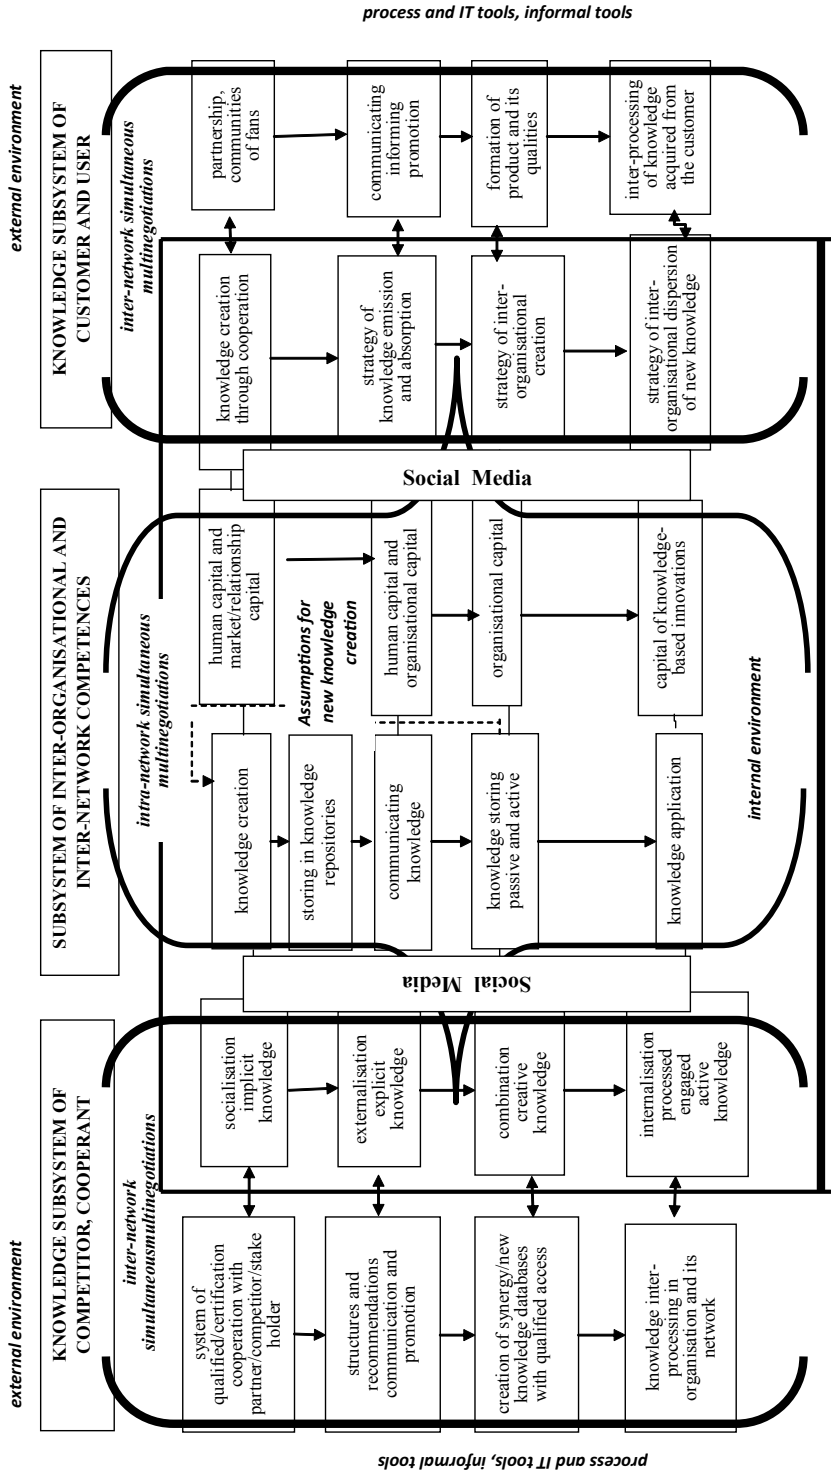 external environment
external environment
KNOWLEDGE SUBSYSTEM OF
COMPETITOR, COOPERANT
SUBSYSTEM OF INTER-ORGANISATIONAL AND
INTER-NETWORK COMPETENCES
KNOWLEDGE SUBSYSTEM OF
CUSTOMER AND USER
inter-network
simultaneousmultinegotiations
intra-network simultaneous
multinegotiations
inter-network simultaneous
multinegotiations
system of
qualified/certification
cooperation with
partner/competitor/stake
holder
structures and
recommendations
communication and
promotion
creation of synergy/new
knowledge databases
with qualified access
knowledge inter-
processing in
organisation and its
network
socialisation
implicit
knowledge
externalisation
explicit
knowledge
combination
creative
knowledge
internalisation
processed
engaged
active
knowledge
Social Media
knowledge creation
storing in knowledge
repositories
communicating
knowledge
knowledge storing
passive and active
knowledge application
Assumptions for
new knowledge
creation
human capital and
market/relationship
capital
human capital and
organisational capital
organisational capital
capital of knowledge-
based innovations
internal environment
Social Media
knowledge creation
through cooperation
strategy of
knowledge emission
and absorption
strategy of inter-
organisational
creation
strategy of inter-
organisational dispersion
of new knowledge
partnership,
communities
of fans
communicating
informing
promotion
formation of
product and its
qualities
inter-processing
of knowledge
acquired from
the customer
process and IT tools, informal tools
process and IT tools, informal tools